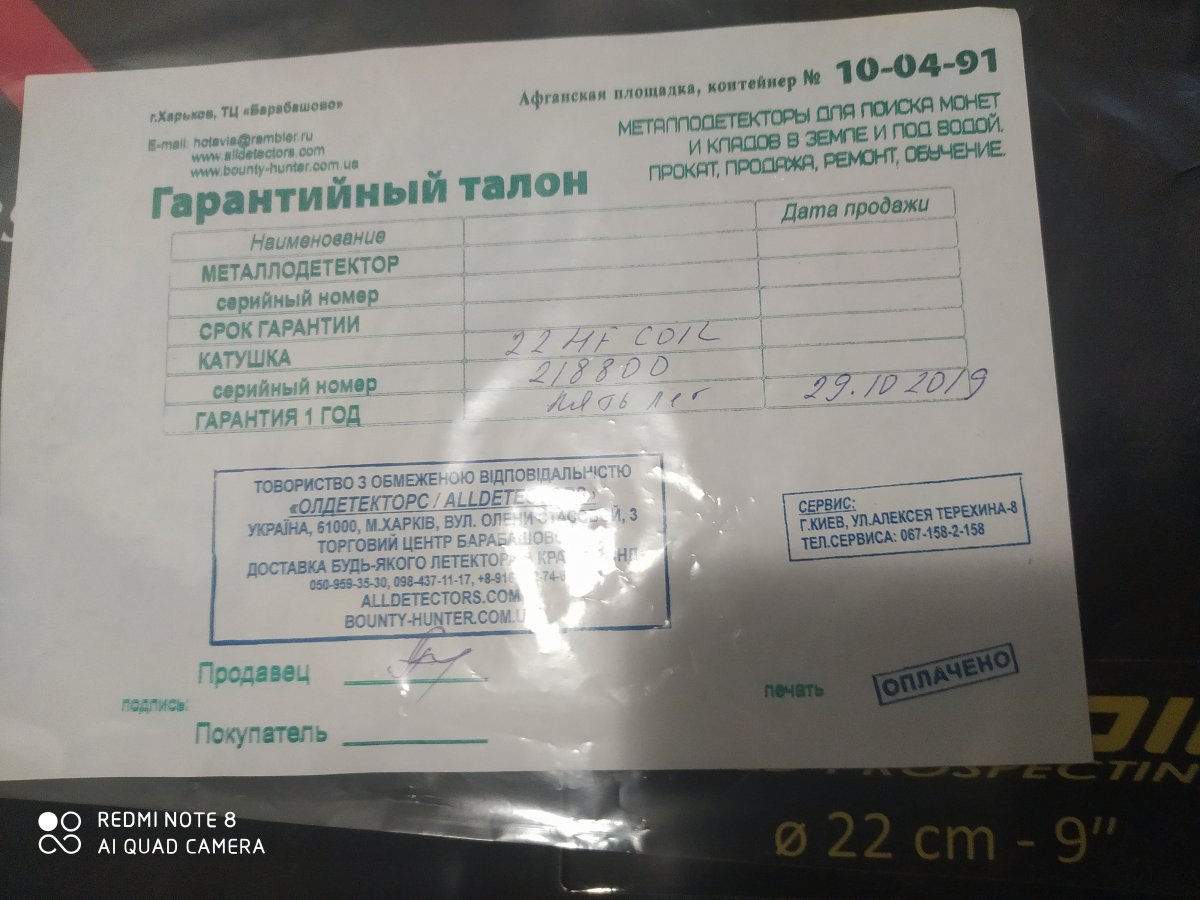 г.Харьков, ТЦ «Барабашово»
Афганская площадка, контейнер № 10-04-91
E-mail: hotavia@rambler.ru
www.alldetectors.com
www.bounty-hunter.com.ua
МЕТАЛЛОДЕТЕКТОРЫ ДЛЯ ПОИСКА МОНЕТ
И КЛАДОВ В ЗЕМЛЕ И ПОД ВОДОЙ.
ПРОКАТ, ПРОДАЖА, РЕМОНТ, ОБУЧЕНИЕ.
Гарантийный талон
Наименование
Дата продажи
МЕТАЛЛОДЕТЕКТОР
серийный номер
СРОК ГАРАНТИИ
КАТУШКА 22 HF COIL
серийный номер 218800
ГАРАНТИЯ 1 ГОД пять лет 29.10 2019
ТОВОРИСТВО З ОБМЕЖЕНОЮ ВІДПОВІДАЛЬНІСТЮ
«ОЛДЕТЕКТОРС / ALLDETECTORS»
УКРАЇНА, 61000, М.ХАРКІВ, ВУЛ. ОЛЕНИ СТАСОВОЙ, 3
ТОРГОВИЙ ЦЕНТР
ДОСТАВКА БУДЬ-ЯКОГО
050-959-35-30, 098-437-11-17,
ALLDETECTORS.COM
BOUNTY-HUNTER.COM.U
СЕРВИС:
Г.КИЕВ, УЛ.АЛЕКСЕЯ ТЕРЕХИНА-8
ТЕЛ.СЕРВИСА: 067-158-2-158
Продавец
подпись:
печать
ОПЛАЧЕНО
Покупатель
ø 22 cm - 9"
REDMI NOTE 8
AI QUAD CAMERA